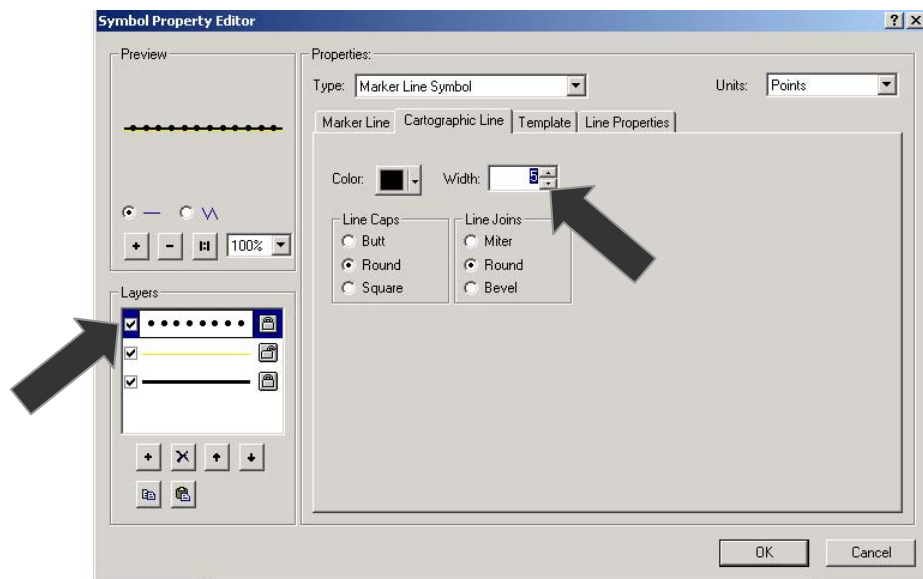 Symbol Property Editor
Preview
100%
Layers
Properties:
Type: Marker Line Symbol Units: Points
Marker Line Cartographic Line Template Line Properties
Color: Width: 5
Line Caps Line Joins
Butt Miter
Round Round
Square Bevel
OK Cancel